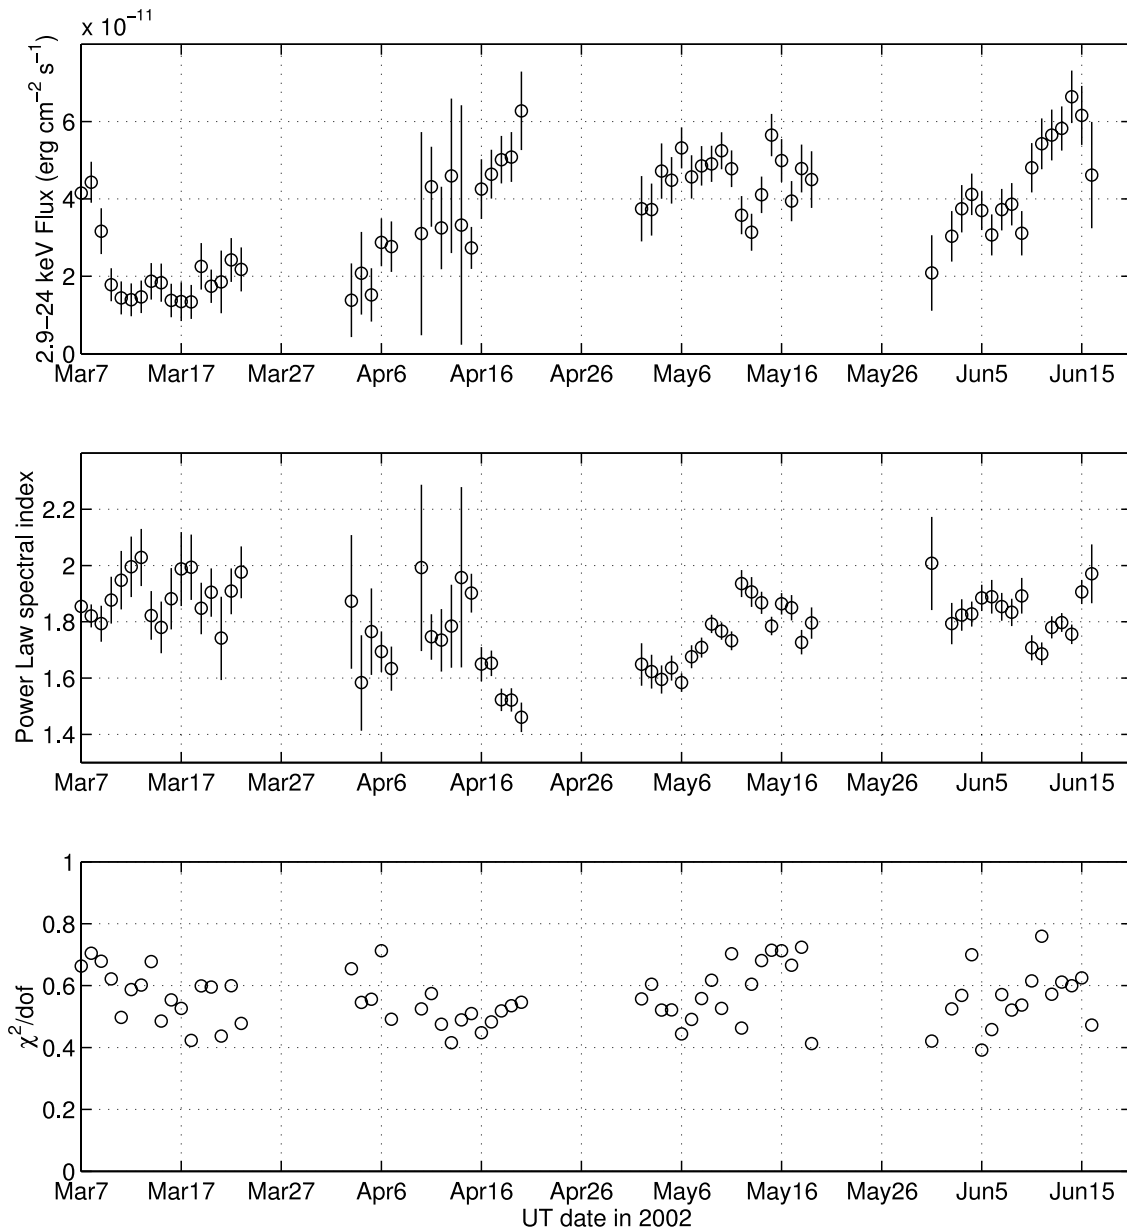 x 10⁻¹¹
2.9−24 keV Flux (erg cm⁻² s⁻¹)
6
4
2
0
Mar7 Mar17 Mar27 Apr6 Apr16 Apr26 May6 May16 May26 Jun5 Jun15
Power Law spectral index
2.2
2
1.8
1.6
1.4
Mar7 Mar17 Mar27 Apr6 Apr16 Apr26 May6 May16 May26 Jun5 Jun15
χ²/dof
1
0.8
0.6
0.4
0.2
0
Mar7 Mar17 Mar27 Apr6 Apr16 Apr26 May6 May16 May26 Jun5 Jun15
UT date in 2002